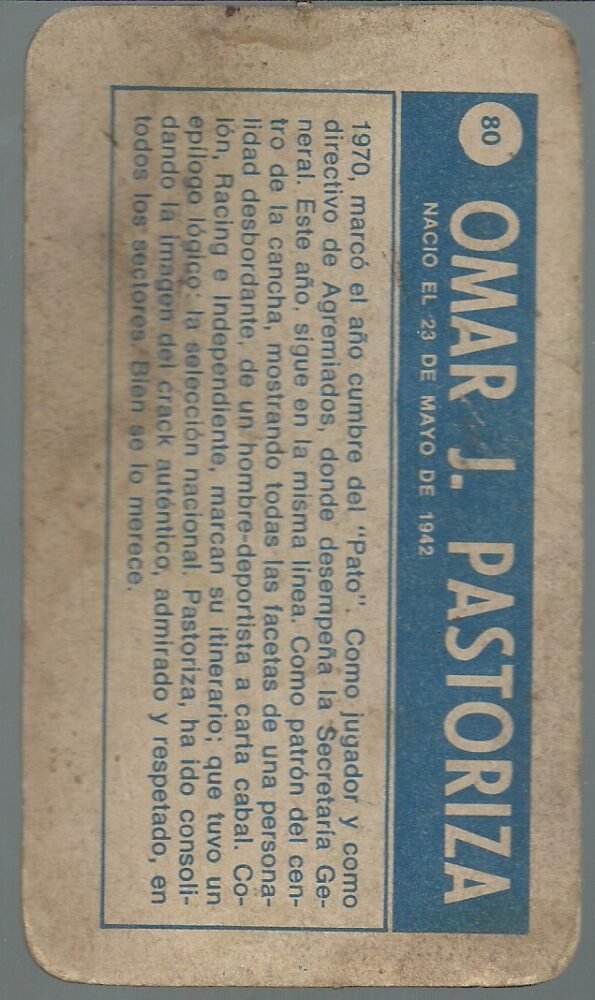 80 OMAR J. PASTORIZA
NACIO EL 23 DE MAYO DE 1942
1970, marcó el año cumbre del "Pato". Como jugador y como
directivo de Agremiados, donde desempeña la Secretaría Ge-
neral. Este año, sigue en la misma línea. Como patrón del cen-
tro de la cancha, mostrando todas las facetas de una persona-
lidad desbordante, de un hombre-deportista a carta cabal. Co-
lón, Racing e Independiente, marcan su itinerario; que tuvo un
epílogo lógico: la selección nacional. Pastoriza, ha ido consoli-
dando la imagen del crack auténtico, admirado y respetado, en
todos los sectores. Bien se lo merece.